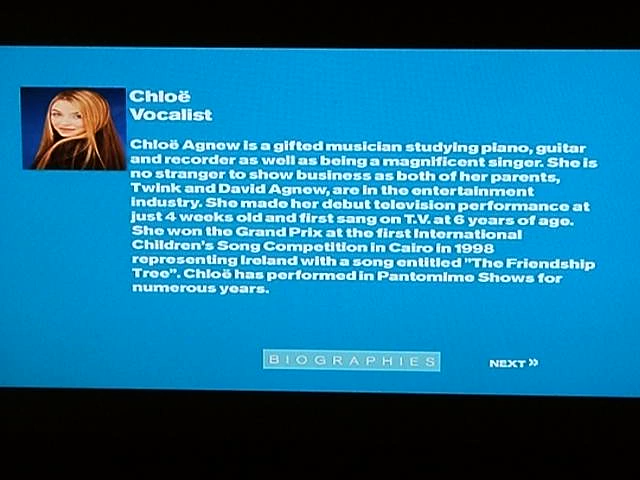 Chloë
Vocalist
Chloë Agnew is a gifted musician studying piano, guitar
and recorder as well as being a magnificent singer. She is
no stranger to show business as both of her parents,
Twink and David Agnew, are in the entertainment
industry. She made her debut television performance at
just 4 weeks old and first sang on T.V. at 6 years of age.
She won the Grand Prix at the first International
Children's Song Competition in Cairo in 1998
representing Ireland with a song entitled "The Friendship
Tree". Chloë has performed in Pantomime Shows for
numerous years.
BIOGRAPHIES
NEXT »